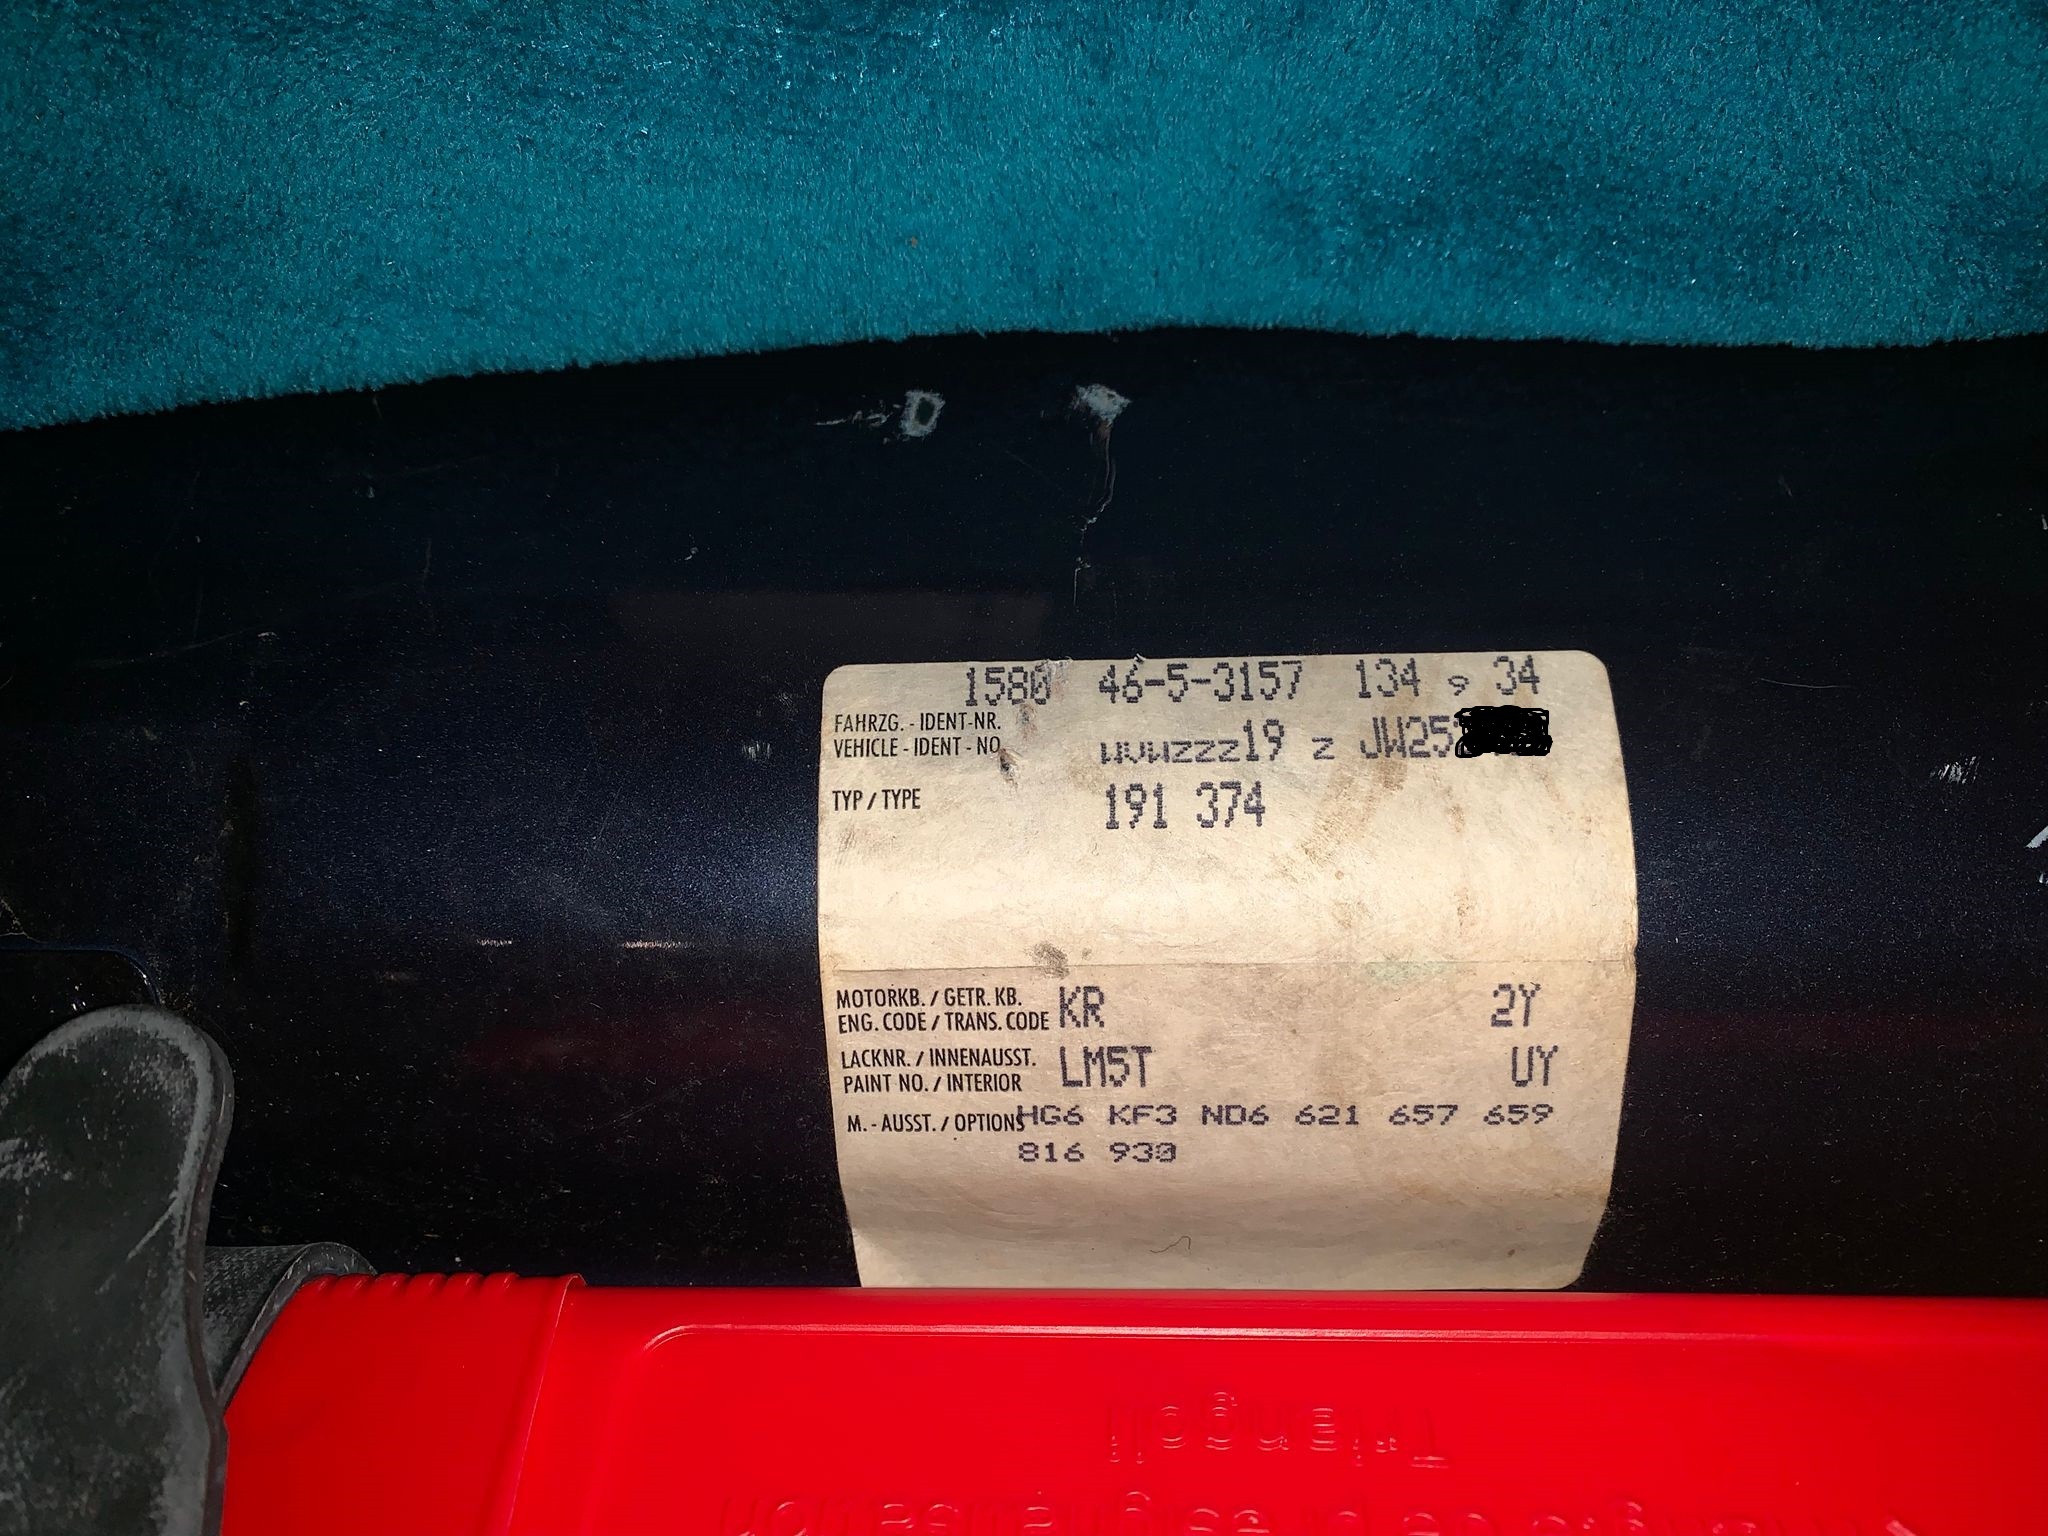 1580 46-5-3157 134 9 34
FAHRZG. - IDENT-NR.
VEHICLE - IDENT - NO. WVWZZZ19 Z JW25
TYP / TYPE 191 374
MOTORKB. / GETR. KB.
ENG. CODE / TRANS. CODE KR 2Y
LACKNR. / INNENAUSST.
PAINT NO. / INTERIOR LM5T UY
M. - AUSST. / OPTIONS HG6 KF3 ND6 621 657 659
816 930
Triangoli